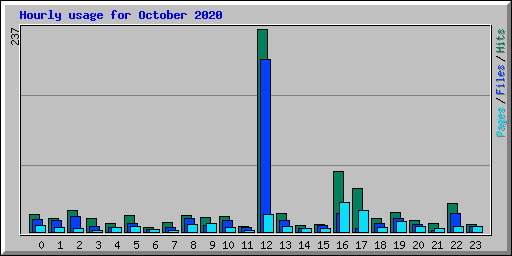 Hourly usage for October 2020
237
Pages/Files/Hits
0 1 2 3 4 5 6 7 8 9 10 11 12 13 14 15 16 17 18 19 20 21 22 23